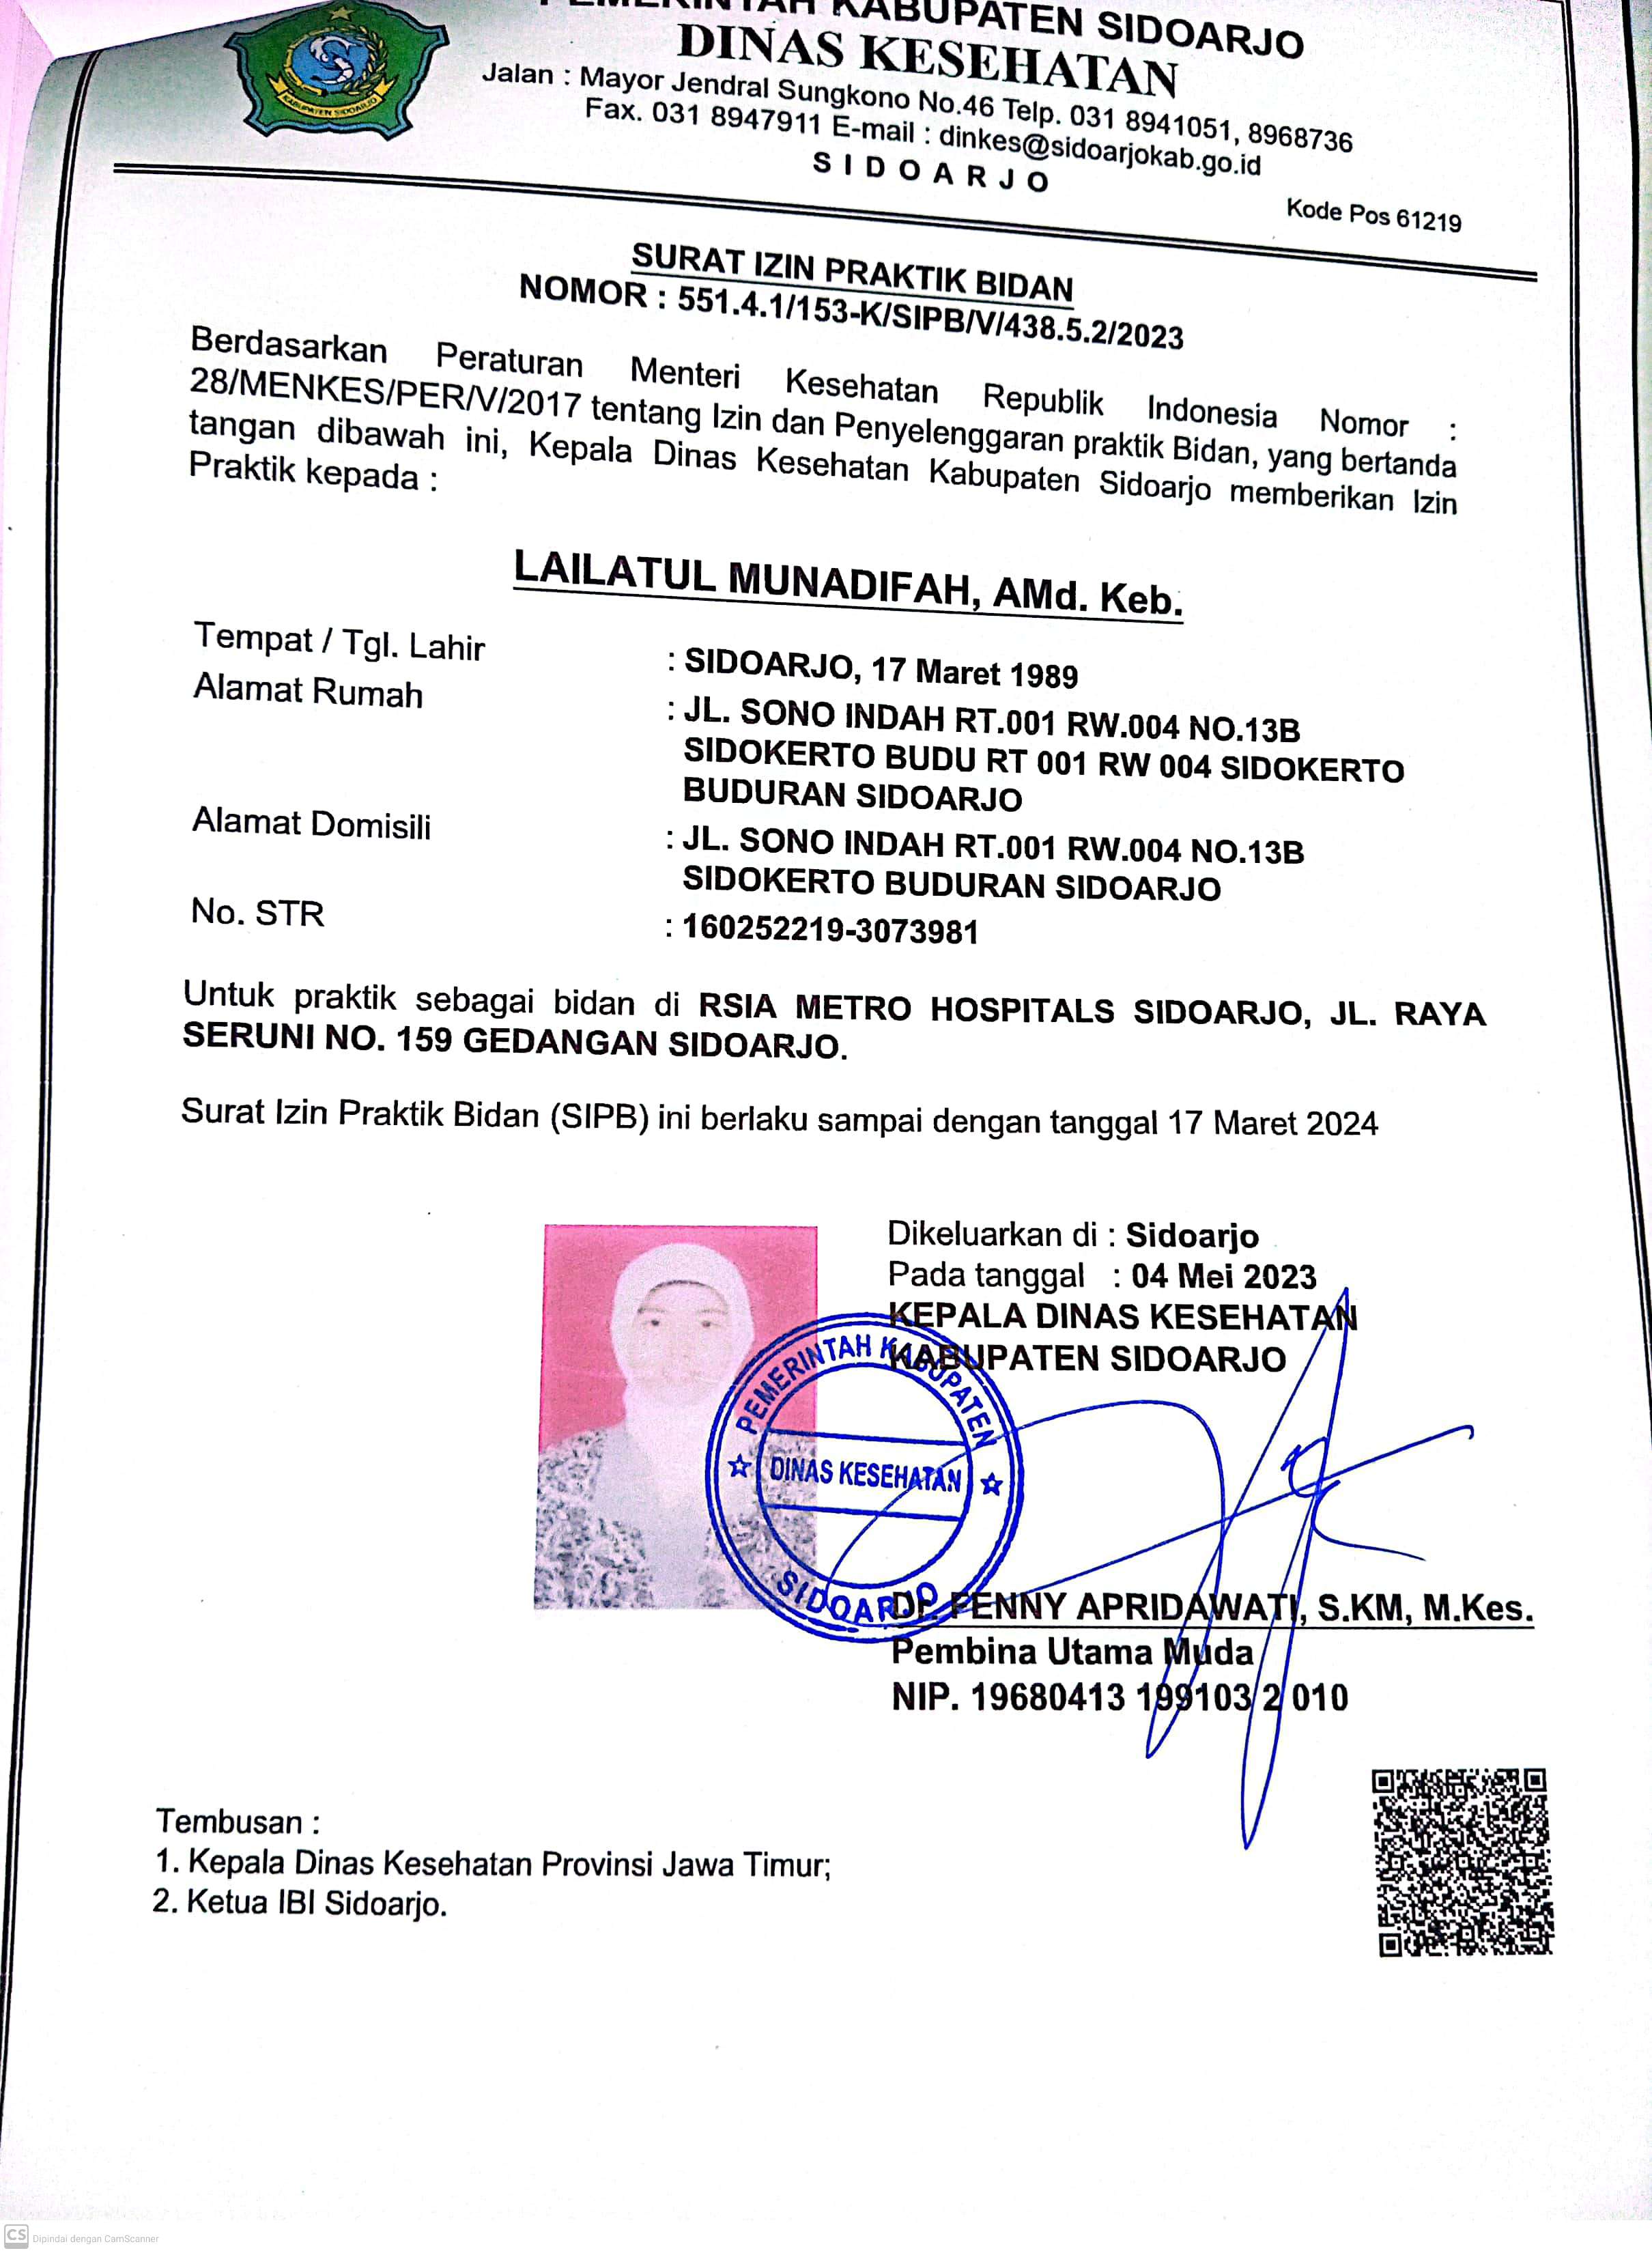 PEMERINTAH KABUPATEN SIDOARJO
DINAS KESEHATAN
Jalan : Mayor Jendral Sungkono No.46 Telp. 031 8941051, 8968736
Fax. 031 8947911 E-mail : dinkes@sidoarjokab.go.id
S I D O A R J O
Kode Pos 61219
KABUPATEN SIDOARJO
SURAT IZIN PRAKTIK BIDAN
NOMOR : 551.4.1/153-K/SIPB/V/438.5.2/2023
Berdasarkan Peraturan Menteri Kesehatan Republik Indonesia Nomor :
28/MENKES/PER/V/2017 tentang Izin dan Penyelenggaran praktik Bidan, yang bertanda
tangan dibawah ini, Kepala Dinas Kesehatan Kabupaten Sidoarjo memberikan Izin
Praktik kepada :
LAILATUL MUNADIFAH, AMd. Keb.
Tempat / Tgl. Lahir : SIDOARJO, 17 Maret 1989
Alamat Rumah : JL. SONO INDAH RT.001 RW.004 NO.13B
SIDOKERTO BUDU RT 001 RW 004 SIDOKERTO
BUDURAN SIDOARJO
Alamat Domisili : JL. SONO INDAH RT.001 RW.004 NO.13B
SIDOKERTO BUDURAN SIDOARJO
No. STR : 160252219-3073981
Untuk praktik sebagai bidan di RSIA METRO HOSPITALS SIDOARJO, JL. RAYA
SERUNI NO. 159 GEDANGAN SIDOARJO.
Surat Izin Praktik Bidan (SIPB) ini berlaku sampai dengan tanggal 17 Maret 2024
Dikeluarkan di : Sidoarjo
Pada tanggal : 04 Mei 2023
KEPALA DINAS KESEHATAN
KABUPATEN SIDOARJO
PEMERINTAH KABUPATEN
DINAS KESEHATAN
SIDOARJO
Dr. FENNY APRIDAWATI, S.KM, M.Kes.
Pembina Utama Muda
NIP. 19680413 199103 2 010
Tembusan :
1. Kepala Dinas Kesehatan Provinsi Jawa Timur;
2. Ketua IBI Sidoarjo.
CS Dipindai dengan CamScanner